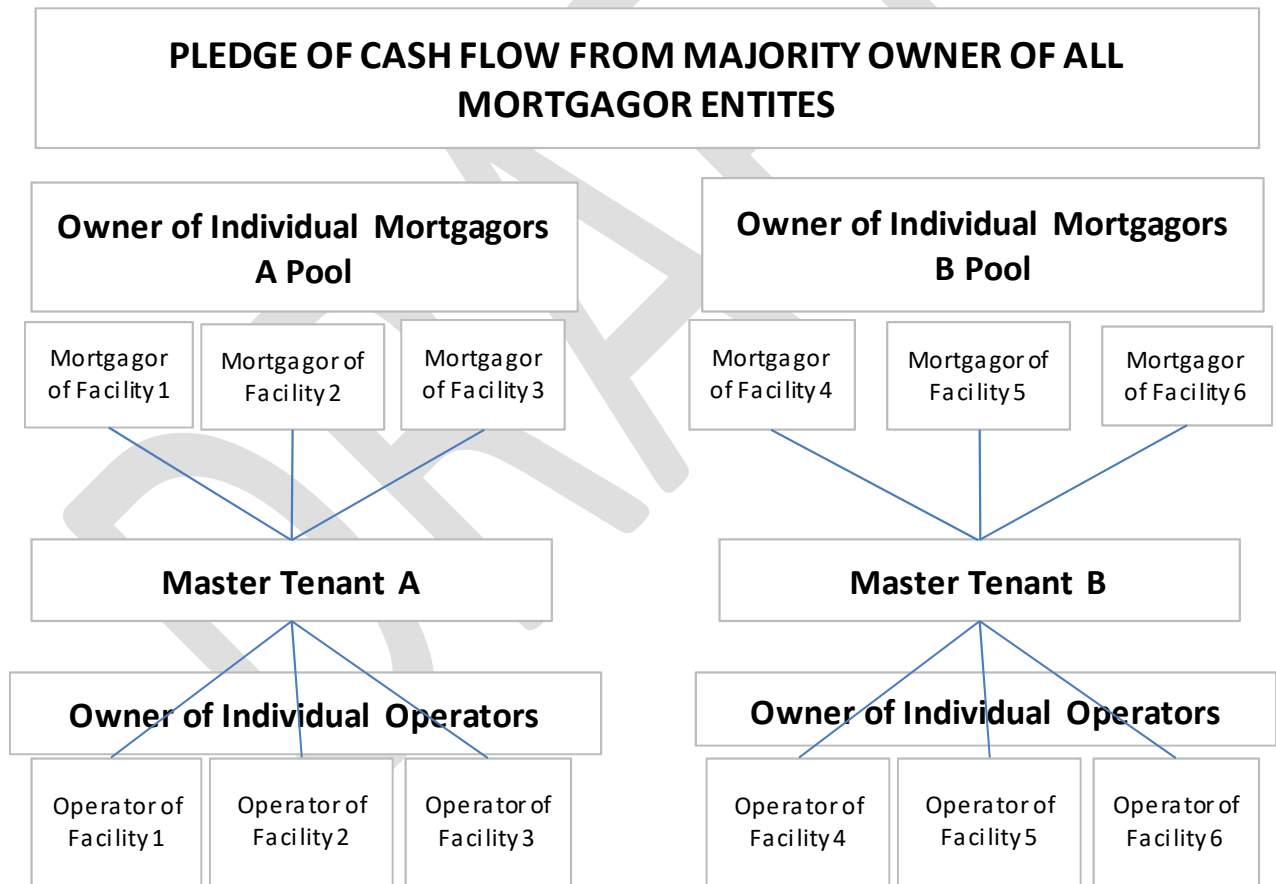 PLEDGE OF CASH FLOW FROM MAJORITY OWNER OF ALL
MORTGAGOR ENTITES
Owner of Individual Mortgagors
A Pool
Owner of Individual Mortgagors
B Pool
Mortgagor
of Facility 1
Mortgagor of
Facility 2
Mortgagor
of Facility 3
Mortgagor
of Facility 4
Mortgagor of
Facility 5
Mortgagor
of Facility 6
Master Tenant A
Master Tenant B
Owner of Individual Operators
Owner of Individual Operators
Operator of
Facility 1
Operator of
Facility 2
Operator of
Facility 3
Operator of
Facility 4
Operator of
Facility 5
Operator of
Facility 6